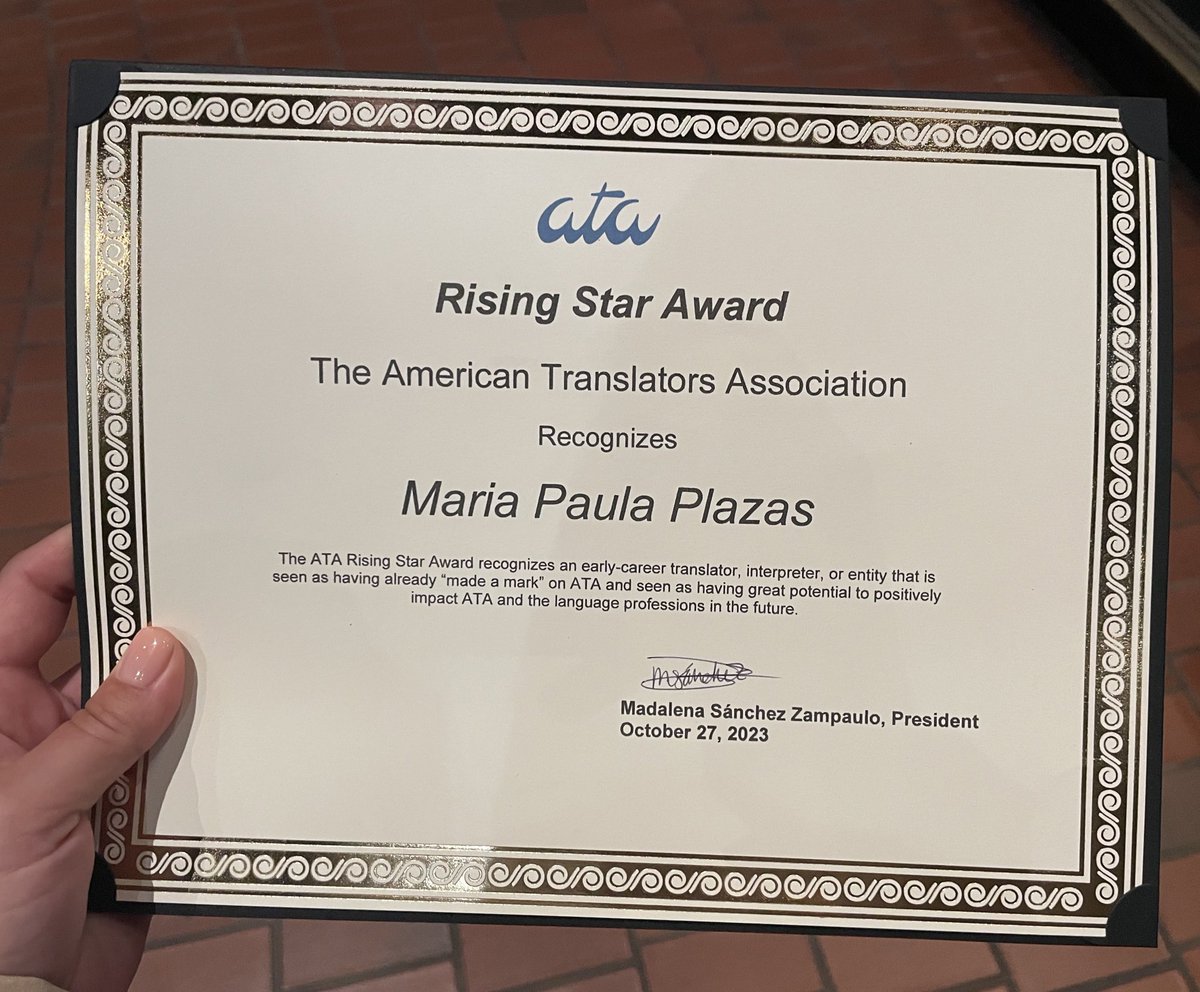 ata
Rising Star Award
The American Translators Association
Recognizes
Maria Paula Plazas
The ATA Rising Star Award recognizes an early-career translator, interpreter, or entity that is
seen as having already “made a mark” on ATA and seen as having great potential to positively
impact ATA and the language professions in the future.
Madalena Sánchez Zampaulo, President
October 27, 2023